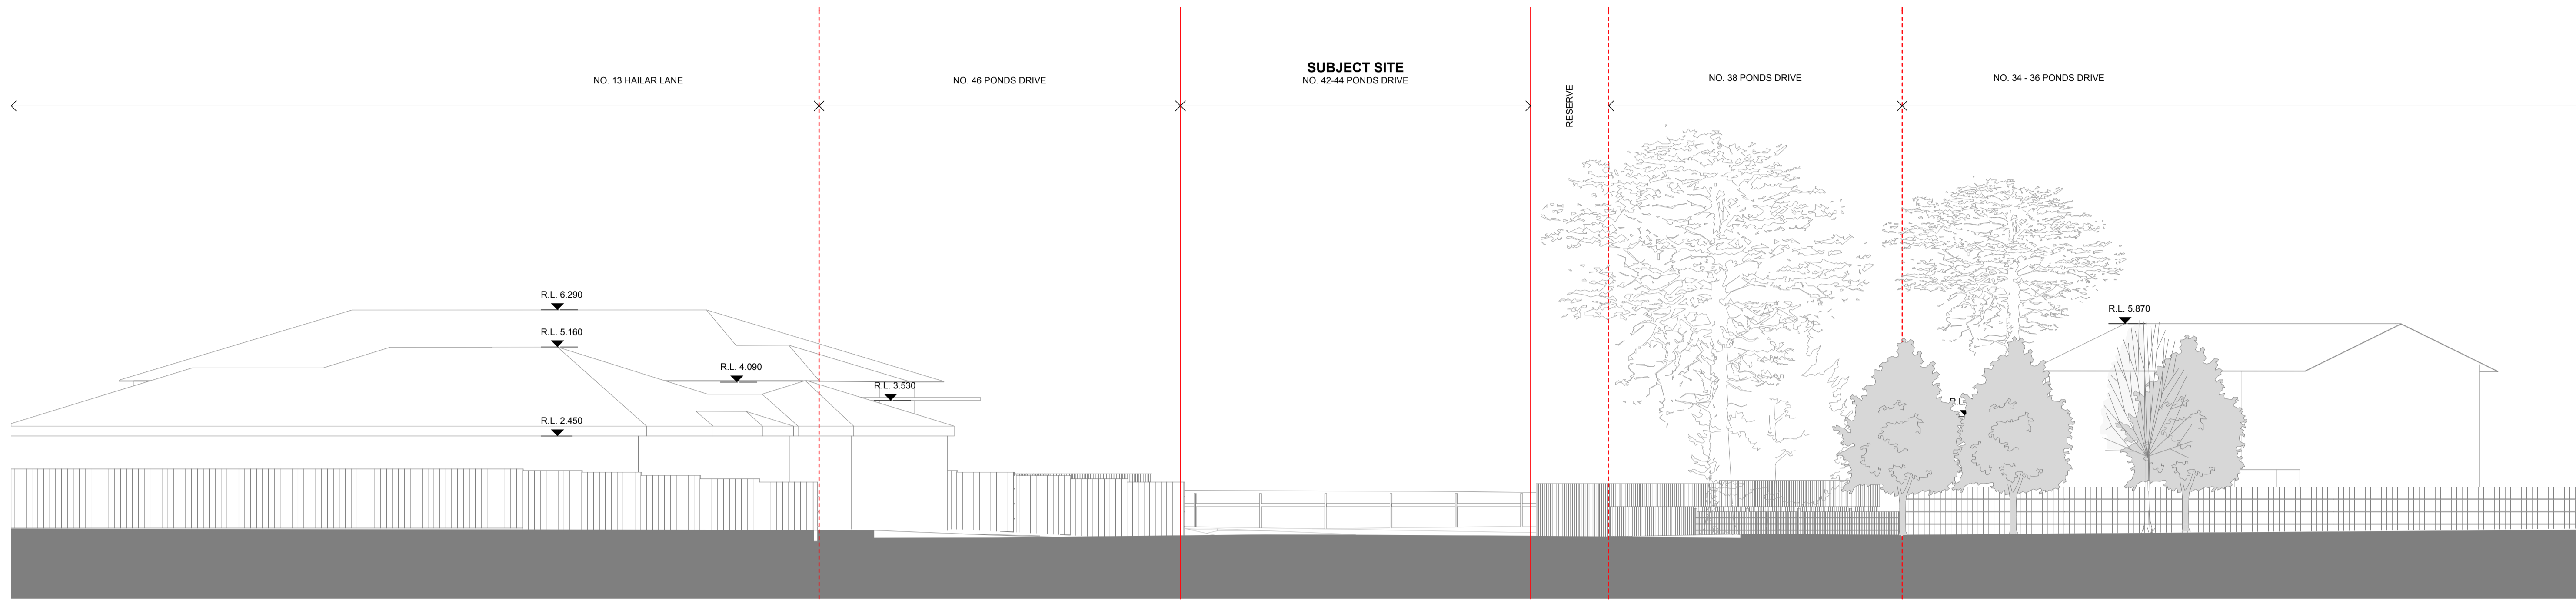 SUBJECT SITE
NO. 13 HAILAR LANE
NO. 46 PONDS DRIVE
NO. 42-44 PONDS DRIVE
RESERVE
NO. 38 PONDS DRIVE
NO. 34 - 36 PONDS DRIVE
R.L. 6.290
R.L. 5.160
R.L. 4.090
R.L. 3.530
R.L. 2.450
R.L. 5.870